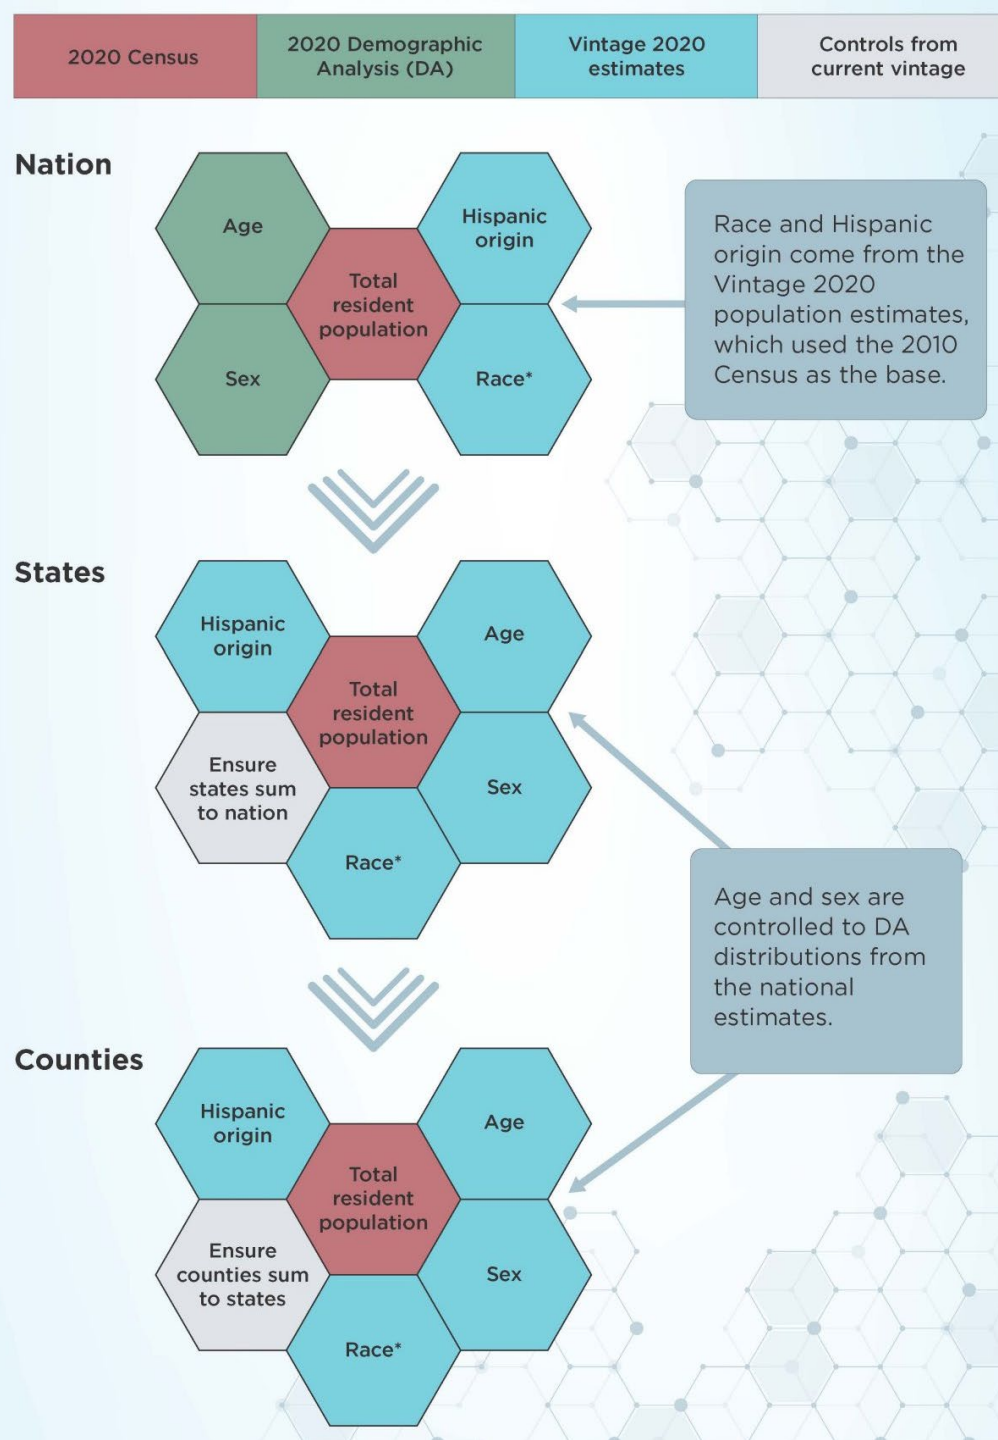 2020 Census
2020 Demographic
Analysis (DA)
Vintage 2020
estimates
Controls from
current vintage
Nation
Age
Sex
Total
resident
population
Hispanic
origin
Race*
Race and Hispanic
origin come from the
Vintage 2020
population estimates,
which used the 2010
Census as the base.
States
Hispanic
origin
Age
Total
resident
population
Ensure
states sum
to nation
Sex
Race*
Age and sex are
controlled to DA
distributions from
the national
estimates.
Counties
Hispanic
origin
Age
Total
resident
population
Ensure
counties sum
to states
Sex
Race*